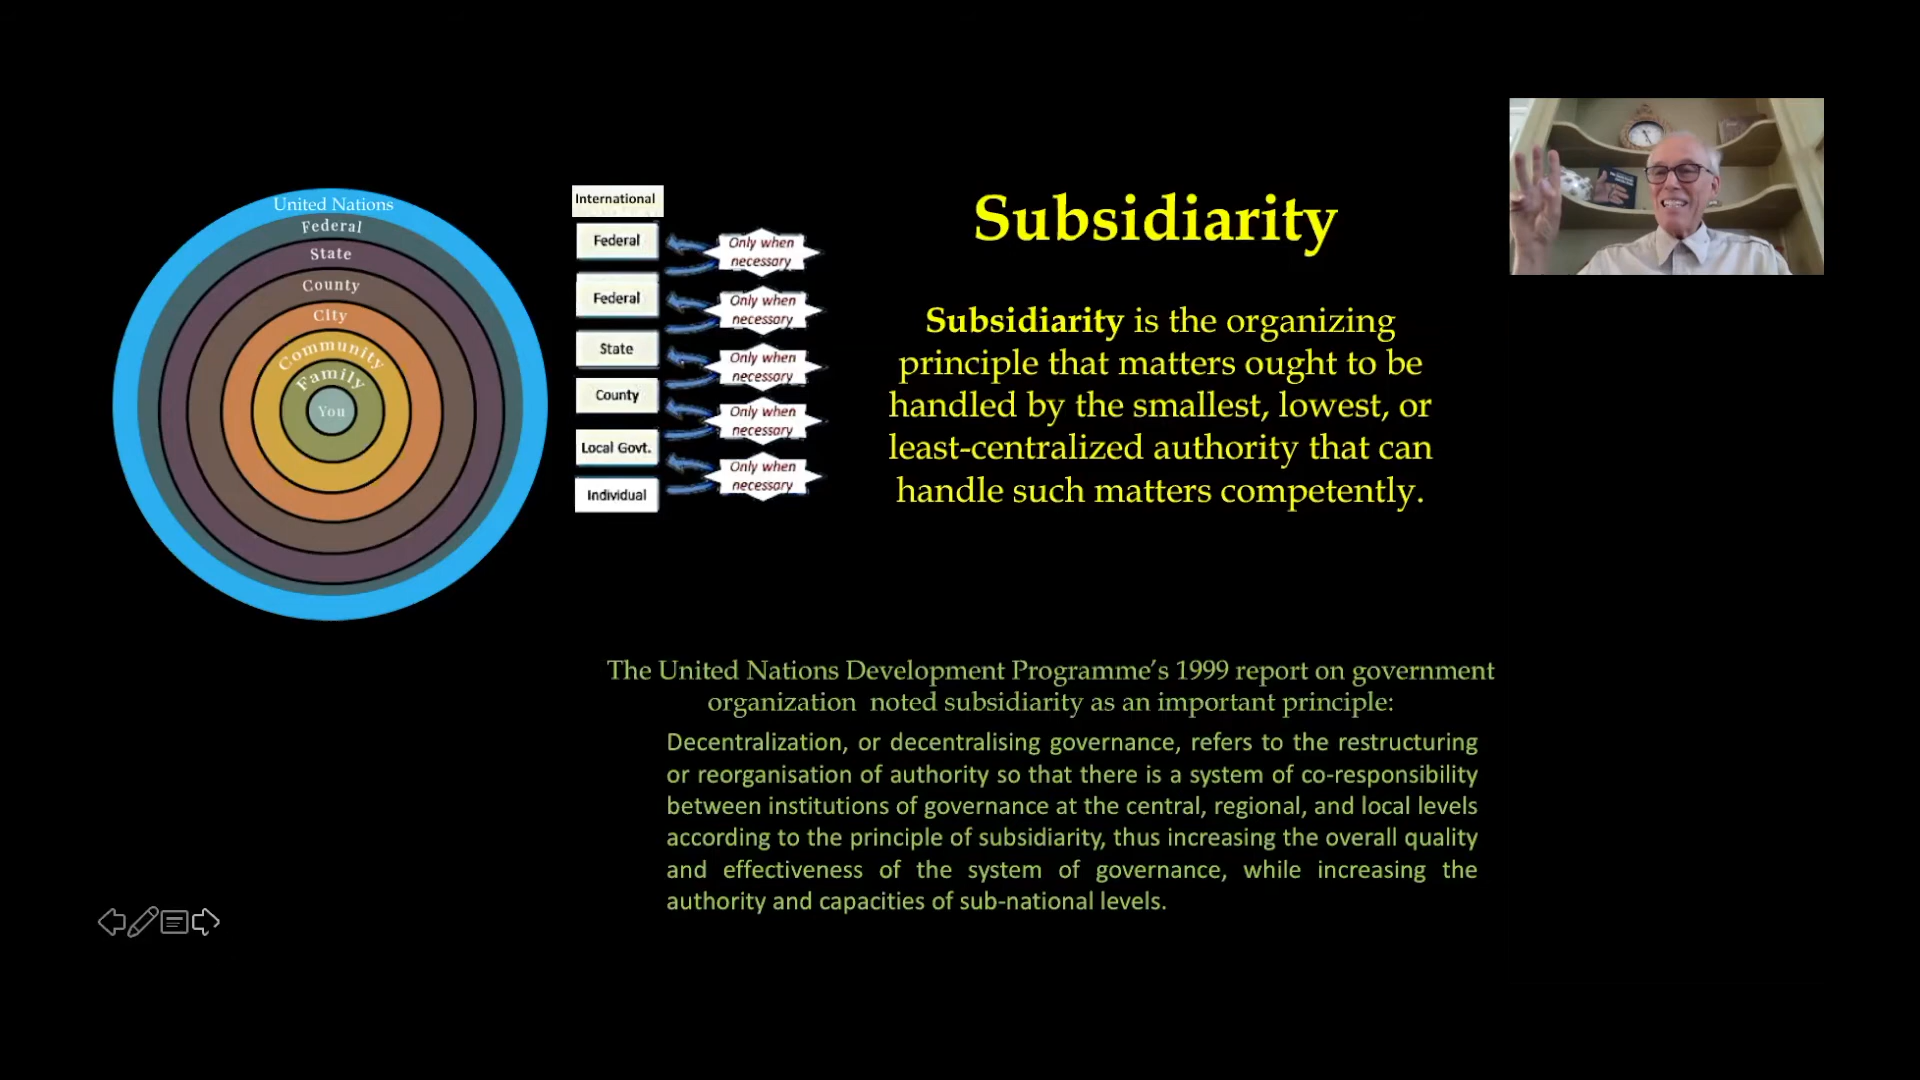 United Nations
Federal
State
County
City
Community
Family
You
International
Federal
Federal
State
County
Local Govt.
Individual
Only when
necessary
Only when
necessary
Only when
necessary
Only when
necessary
Only when
necessary
Subsidiarity
Subsidiarity is the organizing
principle that matters ought to be
handled by the smallest, lowest, or
least-centralized authority that can
handle such matters competently.
The United Nations Development Programme’s 1999 report on government
organization noted subsidiarity as an important principle:
Decentralization, or decentralising governance, refers to the restructuring
or reorganisation of authority so that there is a system of co-responsibility
between institutions of governance at the central, regional, and local levels
according to the principle of subsidiarity, thus increasing the overall quality
and effectiveness of the system of governance, while increasing the
authority and capacities of sub-national levels.